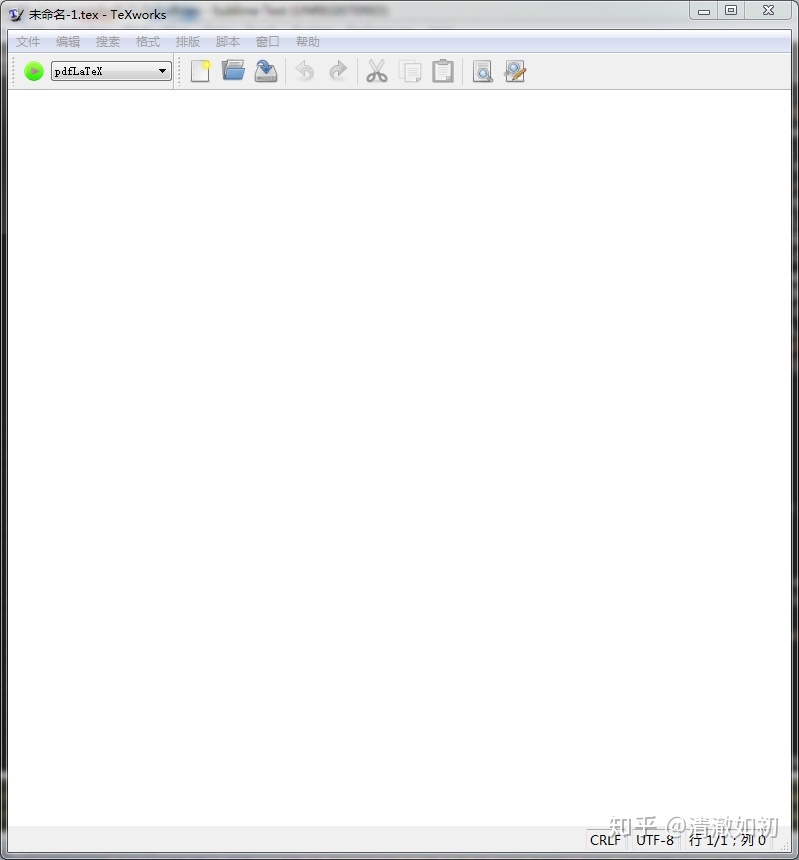 未命名-1.tex - TeXworks
文件 编辑 搜索 格式 排版 脚本 窗口 帮助
pdfLaTeX
知乎 @清澈如初
CRLF UTF-8 行 1/1；列 0